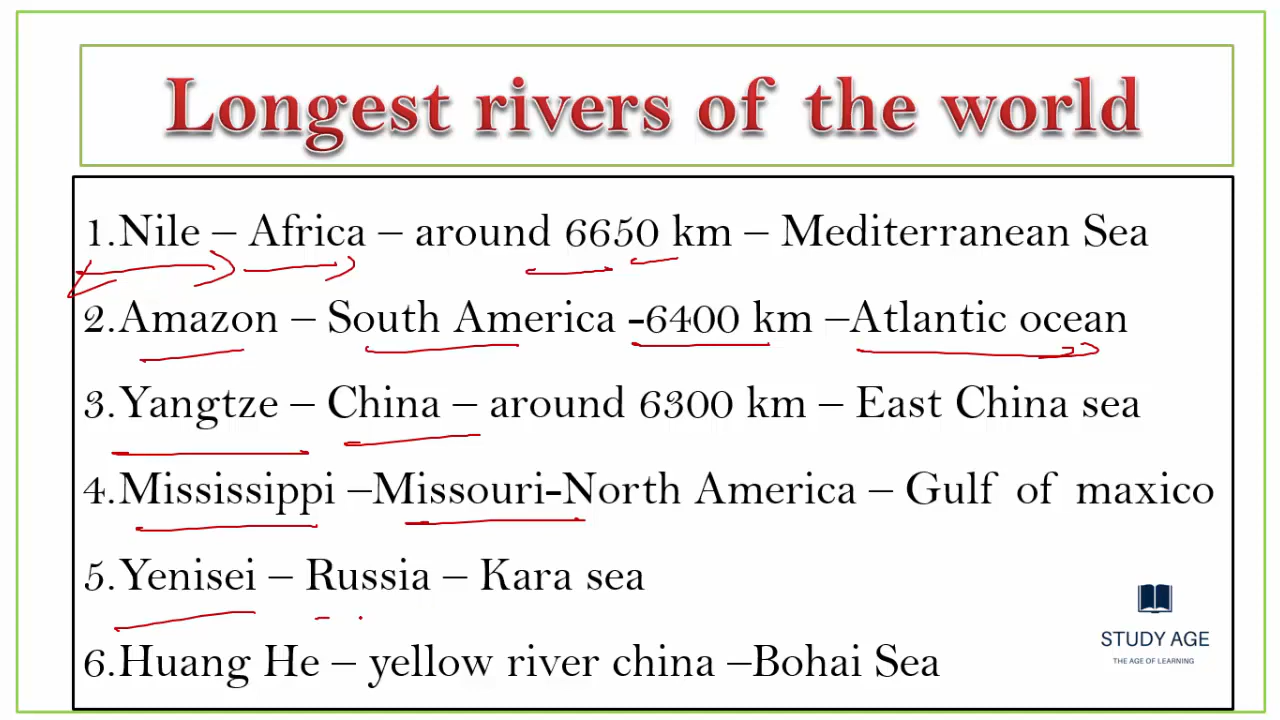 Longest rivers of the world
1.Nile – Africa – around 6650 km – Mediterranean Sea
2.Amazon – South America -6400 km –Atlantic ocean
3.Yangtze – China – around 6300 km – East China sea
4.Mississippi –Missouri-North America – Gulf of maxico
5.Yenisei – Russia – Kara sea
6.Huang He – yellow river china –Bohai Sea
STUDY AGE
THE AGE OF LEARNING